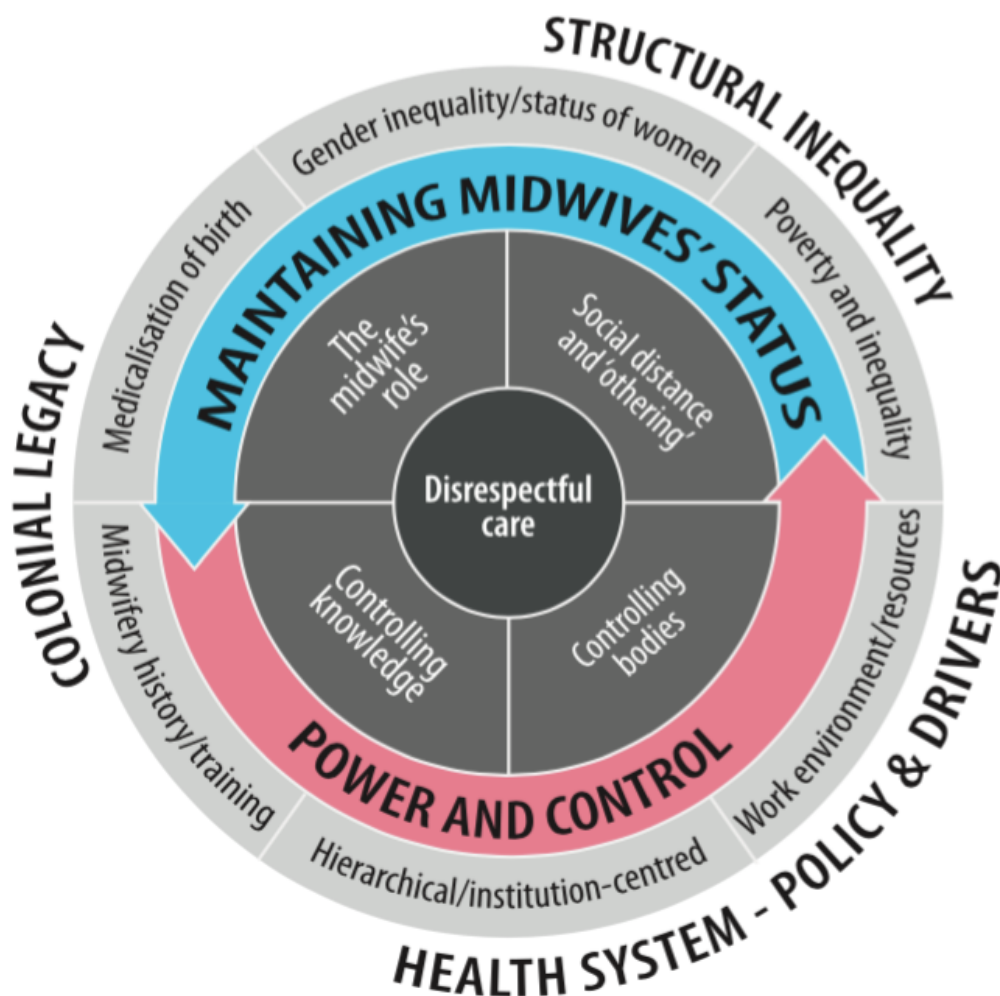 STRUCTURAL INEQUALITY
COLONIAL LEGACY
HEALTH SYSTEM - POLICY & DRIVERS
Gender inequality/status of women
Poverty and inequality
Work environment/resources
Hierarchical/institution-centred
Midwifery history/training
Medicalisation of birth
MAINTAINING MIDWIVES’ STATUS
POWER AND CONTROL
The
midwife’s
role
Social distance
and ‘othering’
Controlling
knowledge
Controlling
bodies
Disrespectful
care